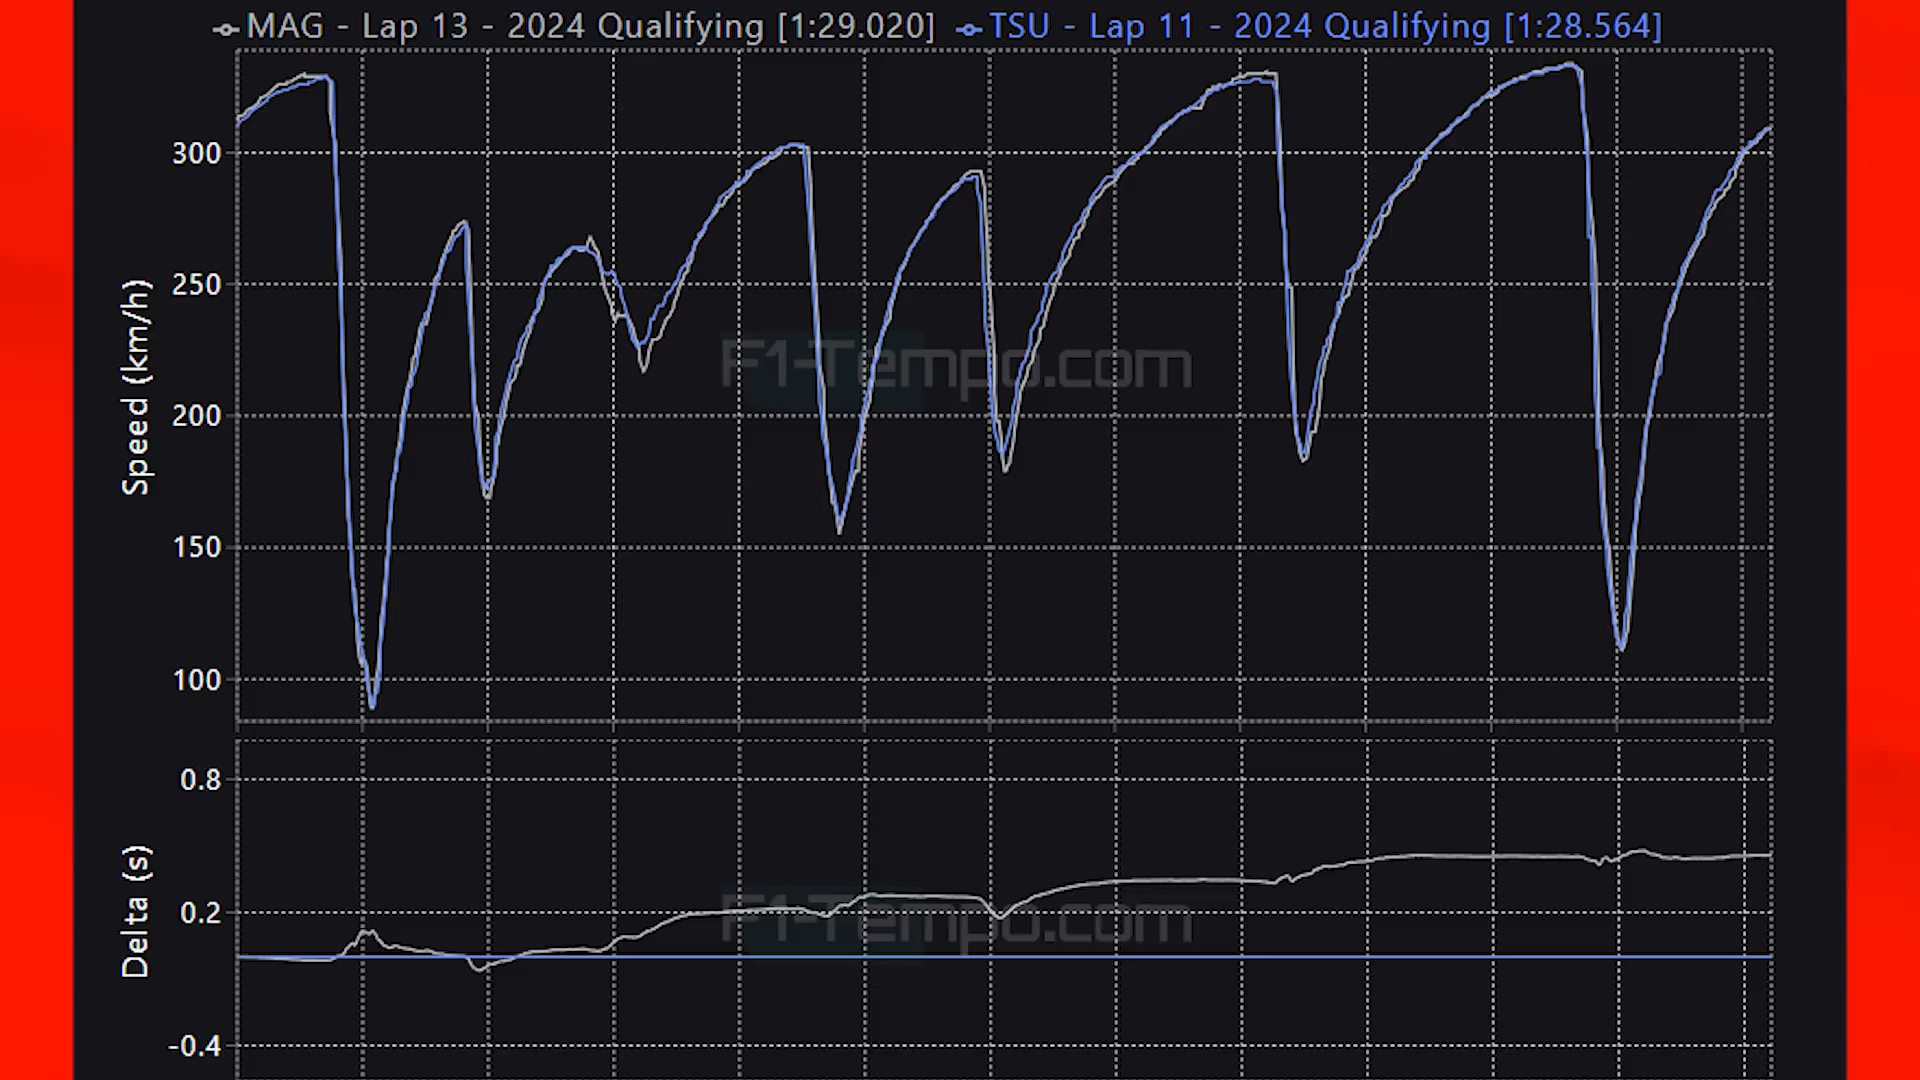 MAG - Lap 13 - 2024 Qualifying [1:29.020] TSU - Lap 11 - 2024 Qualifying [1:28.564]
300
250
200
150
100
Speed (km/h)
F1-Tempo.com
0.8
0.2
-0.4
Delta (s)
F1-Tempo.com